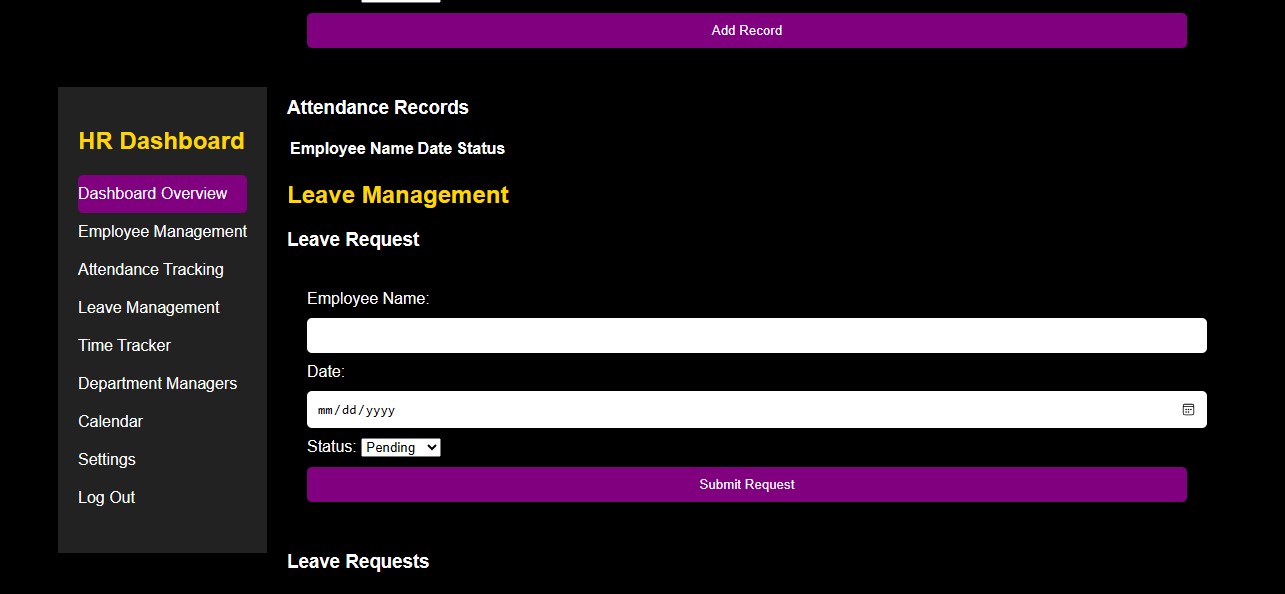 Add Record
HR Dashboard
Dashboard Overview
Employee Management
Attendance Tracking
Leave Management
Time Tracker
Department Managers
Calendar
Settings
Log Out
Attendance Records
Employee Name Date Status
Leave Management
Leave Request
Employee Name:
Date:
mm/dd/yyyy
Status: Pending
Submit Request
Leave Requests